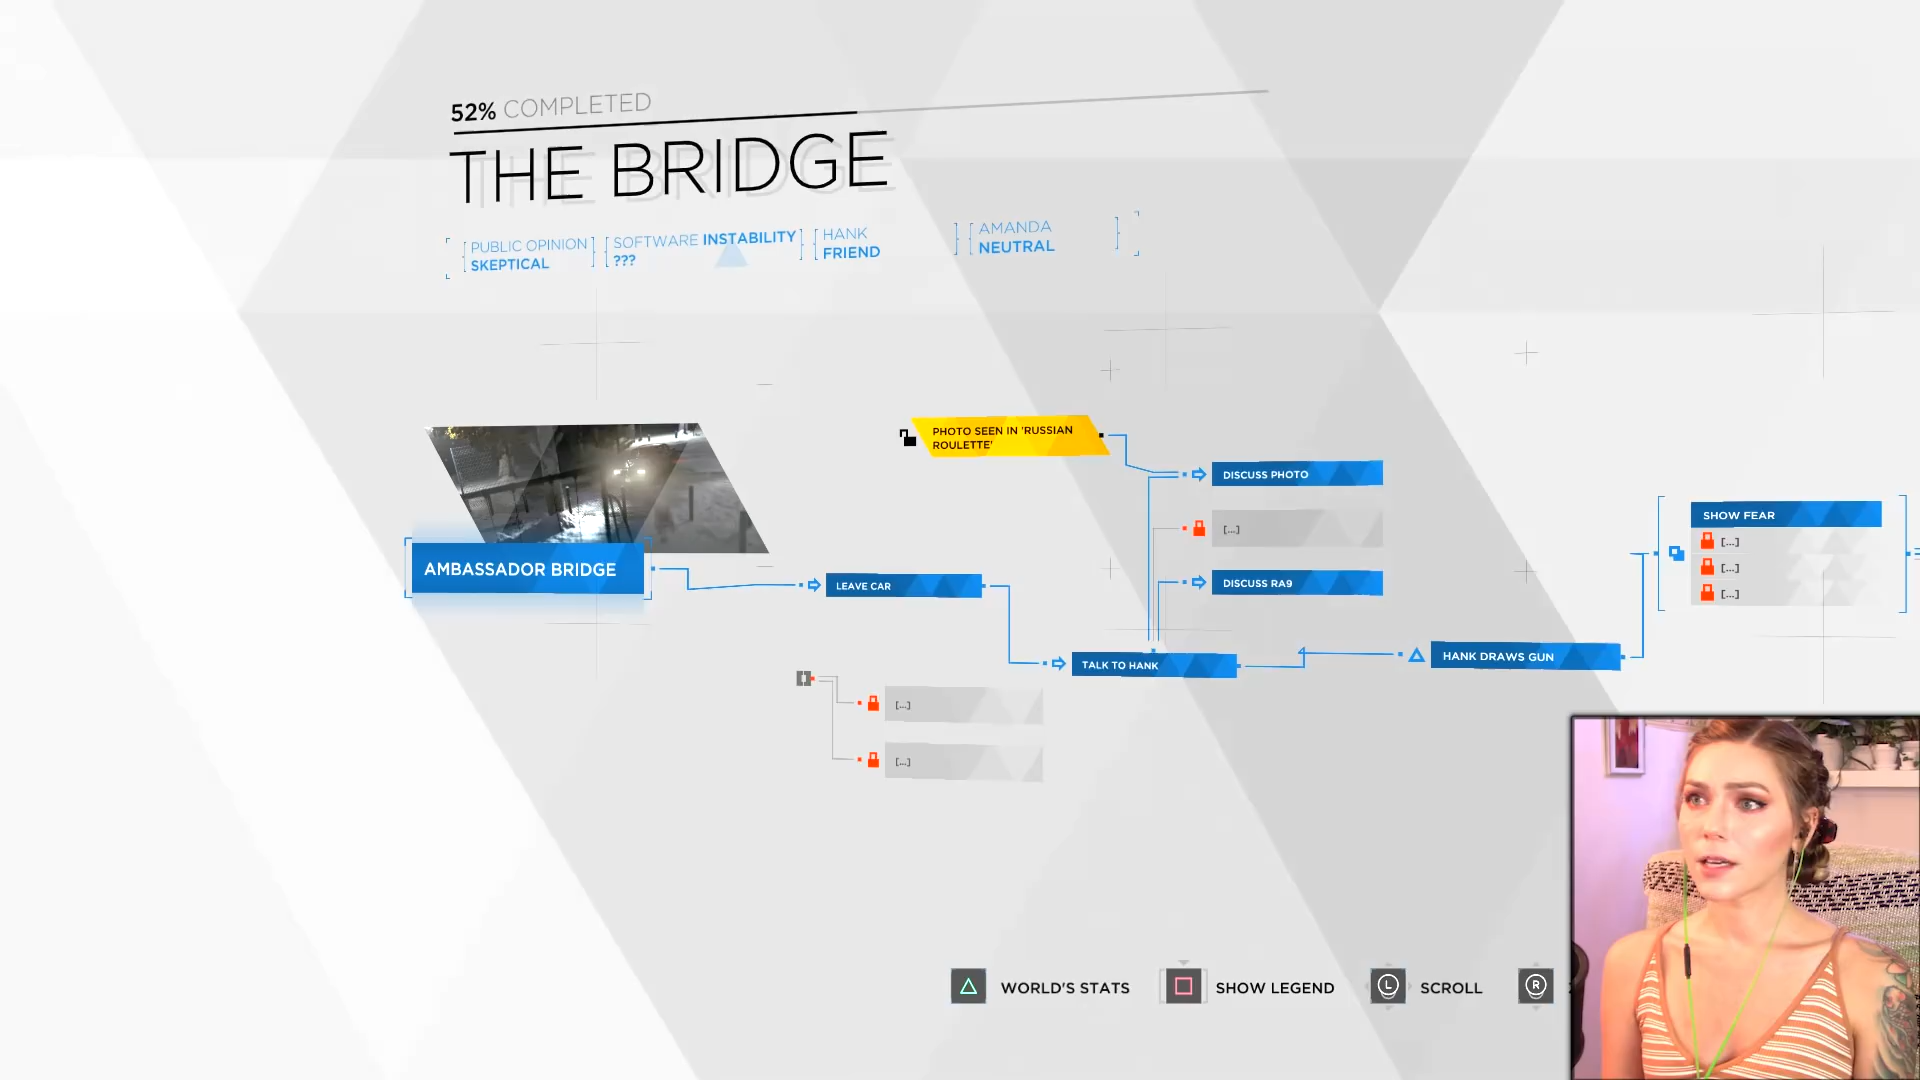 52% COMPLETED
THE BRIDGE
PUBLIC OPINION
SKEPTICAL
SOFTWARE INSTABILITY
???
HANK
FRIEND
AMANDA
NEUTRAL
PHOTO SEEN IN 'RUSSIAN
ROULETTE'
DISCUSS PHOTO
[...]
DISCUSS RA9
AMBASSADOR BRIDGE
LEAVE CAR
TALK TO HANK
HANK DRAWS GUN
SHOW FEAR
[...]
[...]
[...]
[...]
[...]
WORLD'S STATS
SHOW LEGEND
L
SCROLL
R